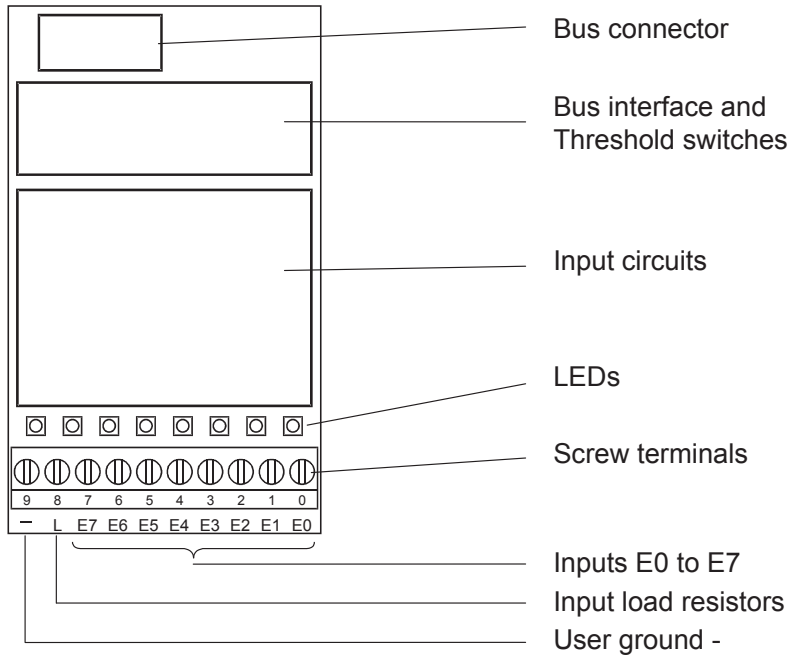 Bus connector
Bus interface and
Threshold switches
Input circuits
LEDs
Screw terminals
9 8 7 6 5 4 3 2 1 0
– L E7 E6 E5 E4 E3 E2 E1 E0
Inputs E0 to E7
Input load resistors
User ground -